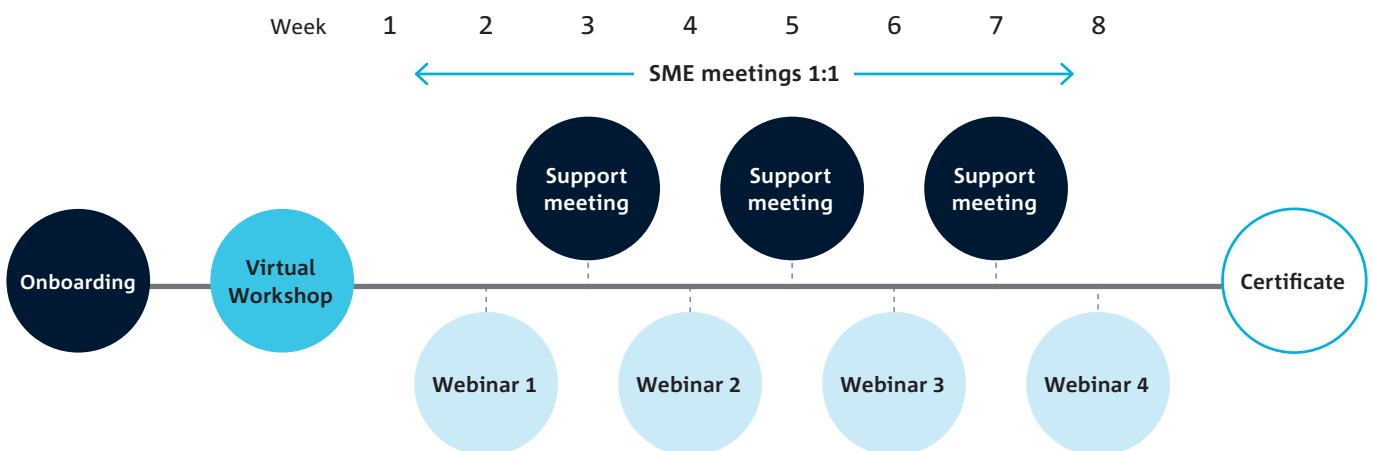 Week 1 2 3 4 5 6 7 8
SME meetings 1:1
Support
meeting
Support
meeting
Support
meeting
Onboarding
Virtual
Workshop
Certificate
Webinar 1
Webinar 2
Webinar 3
Webinar 4